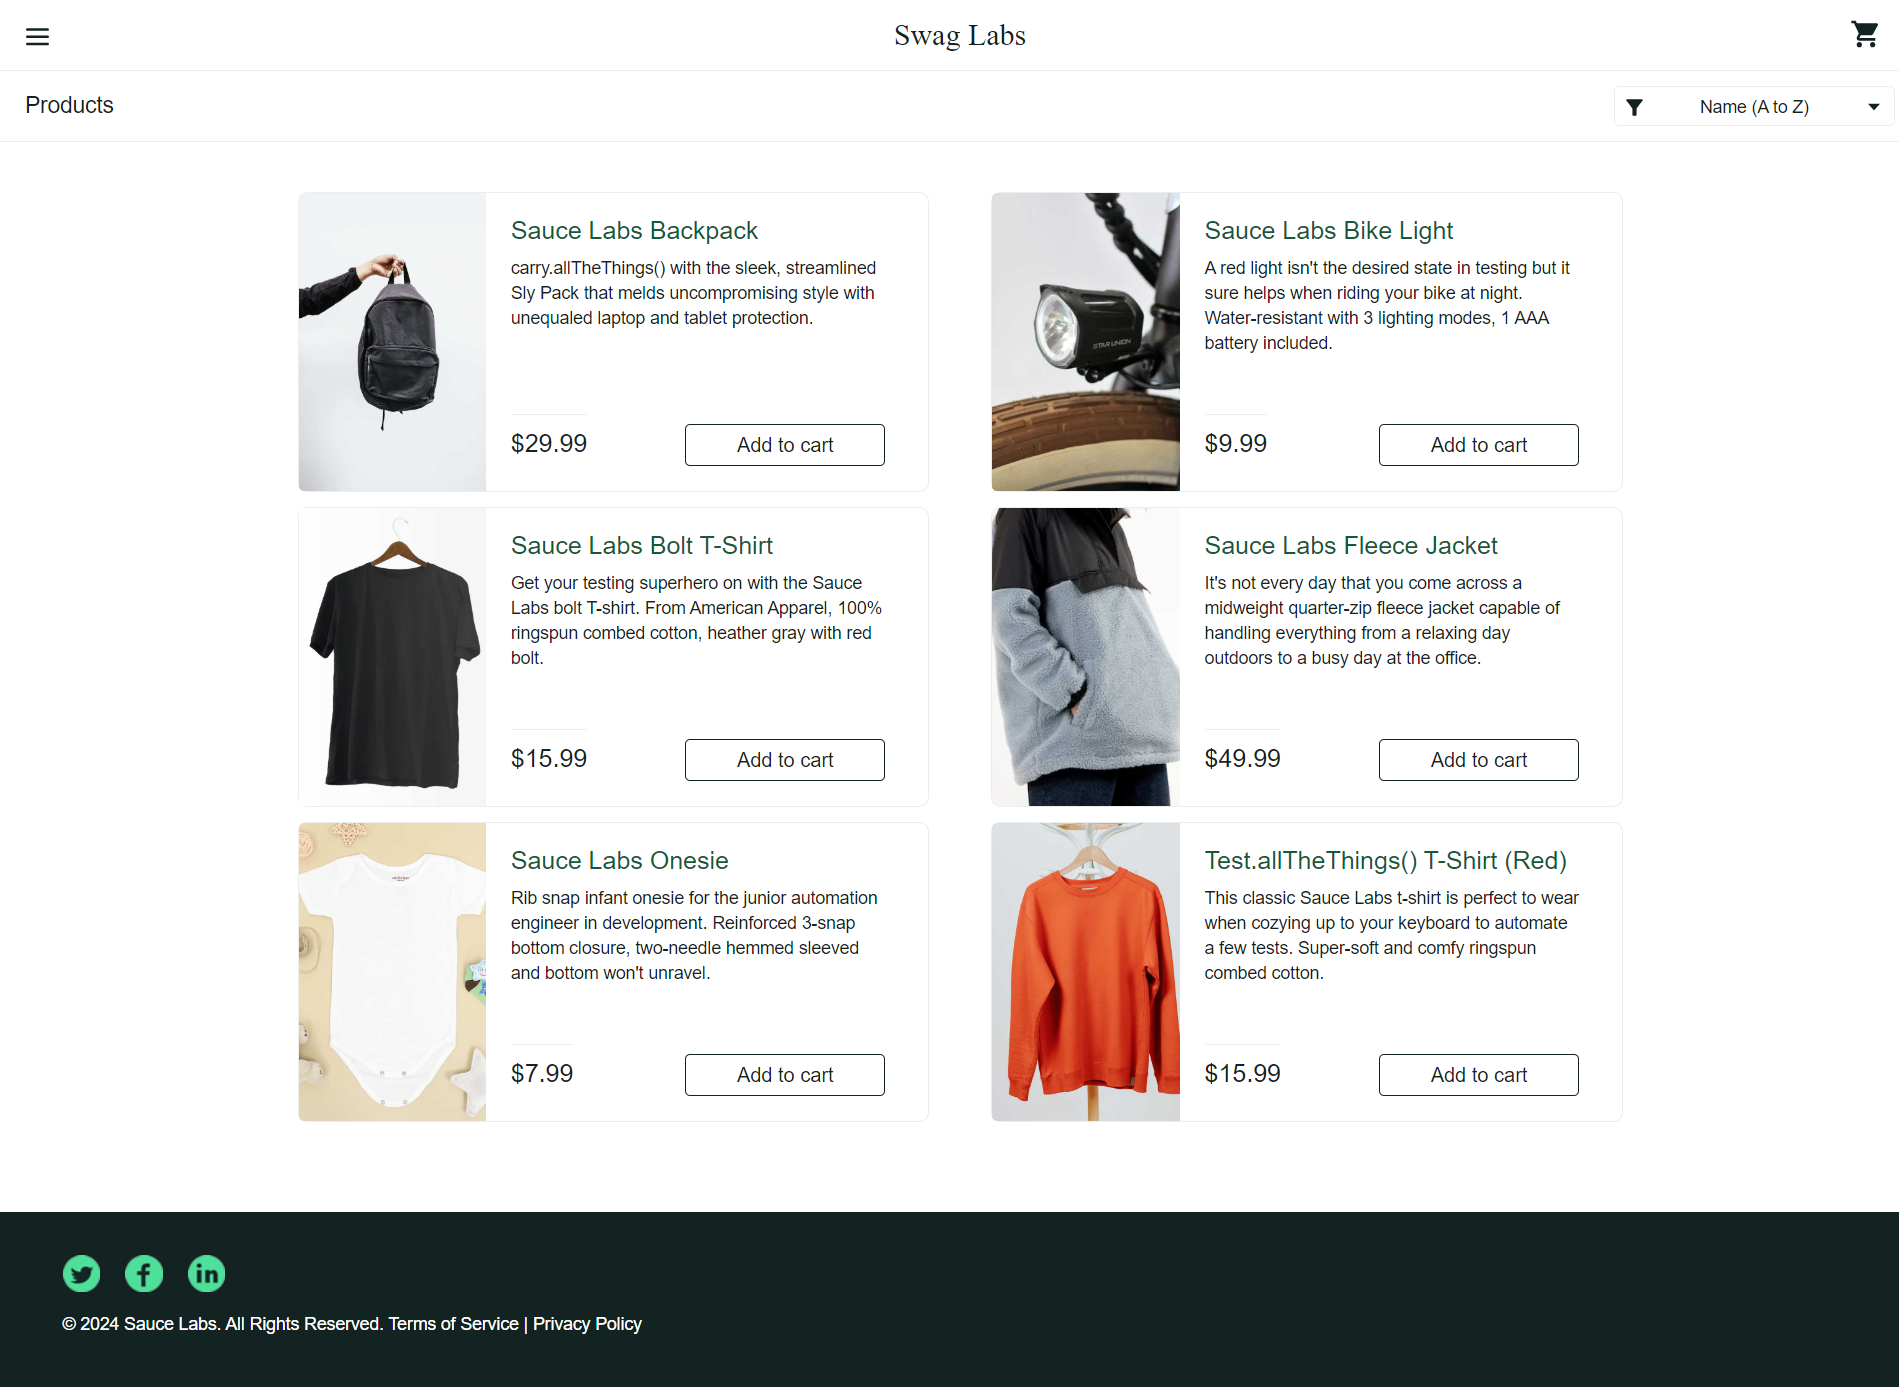 Swag Labs
Products
Name (A to Z)
Sauce Labs Backpack
carry.allTheThings() with the sleek, streamlined
Sly Pack that melds uncompromising style with
unequaled laptop and tablet protection.
$29.99
Add to cart
Sauce Labs Bike Light
A red light isn't the desired state in testing but it
sure helps when riding your bike at night.
Water-resistant with 3 lighting modes, 1 AAA
battery included.
STAR UNION
$9.99
Add to cart
Sauce Labs Bolt T-Shirt
Get your testing superhero on with the Sauce
Labs bolt T-shirt. From American Apparel, 100%
ringspun combed cotton, heather gray with red
bolt.
$15.99
Add to cart
Sauce Labs Fleece Jacket
It's not every day that you come across a
midweight quarter-zip fleece jacket capable of
handling everything from a relaxing day
outdoors to a busy day at the office.
$49.99
Add to cart
Sauce Labs Onesie
Rib snap infant onesie for the junior automation
engineer in development. Reinforced 3-snap
bottom closure, two-needle hemmed sleeved
and bottom won't unravel.
$7.99
Add to cart
Test.allTheThings() T-Shirt (Red)
This classic Sauce Labs t-shirt is perfect to wear
when cozying up to your keyboard to automate
a few tests. Super-soft and comfy ringspun
combed cotton.
$15.99
Add to cart
© 2024 Sauce Labs. All Rights Reserved. Terms of Service | Privacy Policy